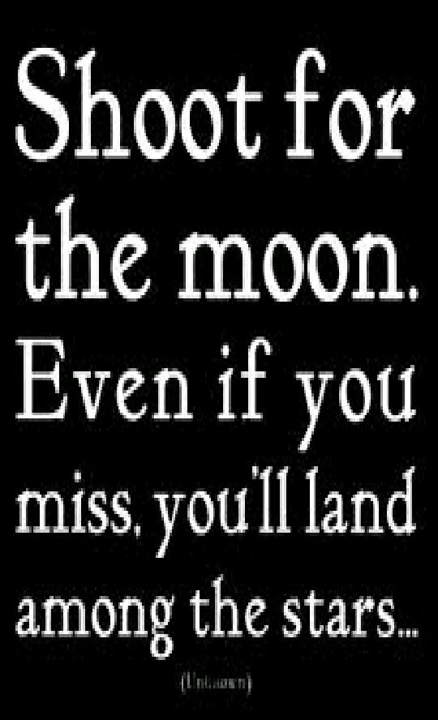 Shoot for
the moon.
Even if you
miss, you'll land
among the stars...
(Unknown)